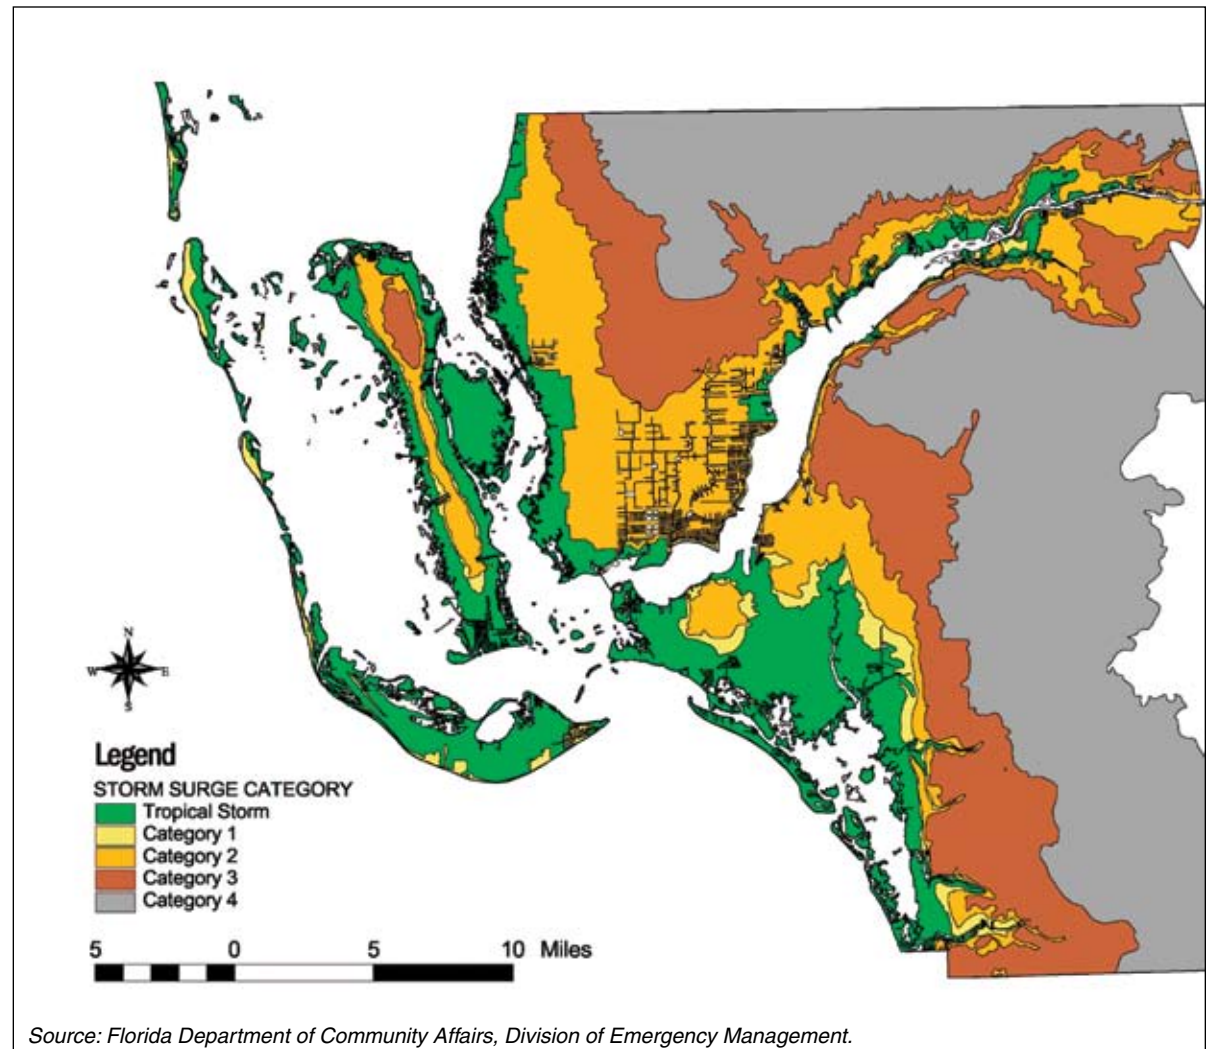 N
W E
S
Legend
STORM SURGE CATEGORY
Tropical Storm
Category 1
Category 2
Category 3
Category 4
5 0 5 10 Miles
Source: Florida Department of Community Affairs, Division of Emergency Management.